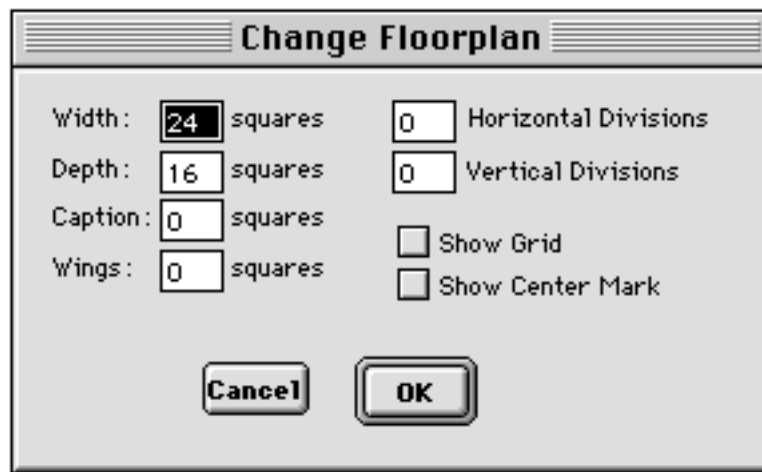 Change Floorplan
Width: 24 squares
0 Horizontal Divisions
Depth: 16 squares
0 Vertical Divisions
Caption: 0 squares
Wings: 0 squares
Show Grid
Show Center Mark
Cancel
OK